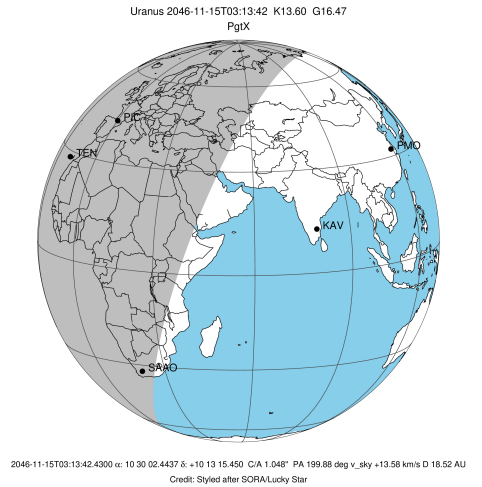 Uranus 2046-11-15T03:13:42 K13.60 G16.47
PgtX
PIC
TEN
PMO
KAV
SAAO
2046-11-15T03:13:42.4300 α: 10 30 02.4437 δ: +10 13 15.450 C/A 1.048" PA 199.88 deg v_sky +13.58 km/s D 18.52 AU
Credit: Styled after SORA/Lucky Star